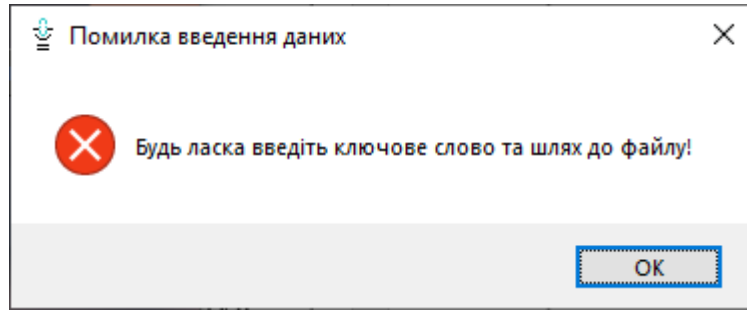 Помилка введення даних
Будь ласка введіть ключове слово та шлях до файлу!
OK